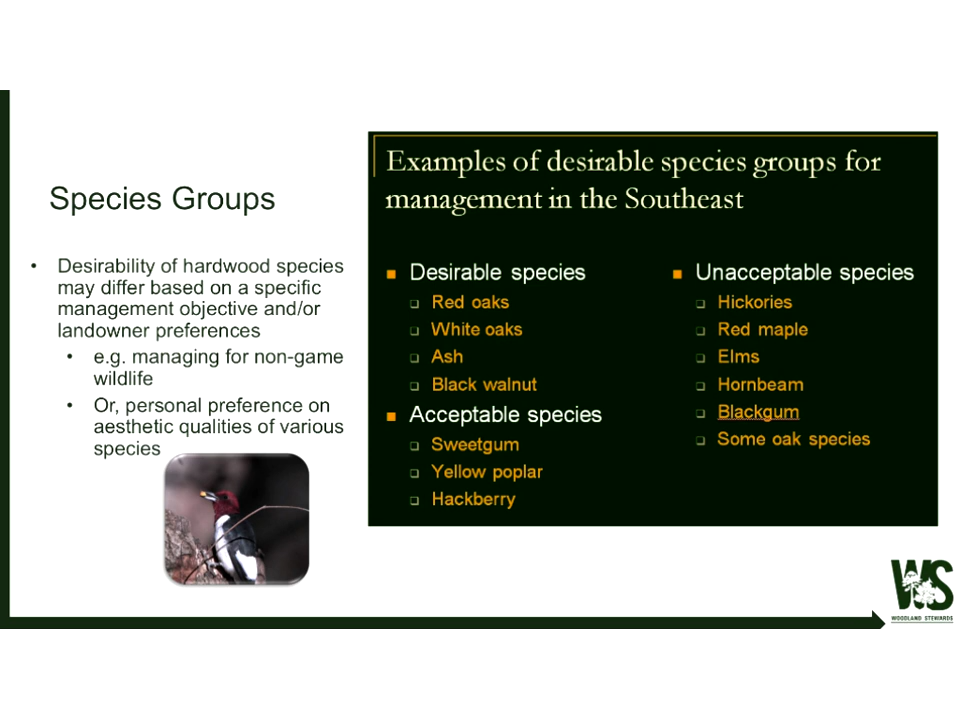 Species Groups
• Desirability of hardwood species
may differ based on a specific
management objective and/or
landowner preferences
• e.g. managing for non-game
wildlife
• Or, personal preference on
aesthetic qualities of various
species
Examples of desirable species groups for
management in the Southeast
Desirable species
Red oaks
White oaks
Ash
Black walnut
Acceptable species
Sweetgum
Yellow poplar
Hackberry
Unacceptable species
Hickories
Red maple
Elms
Hornbeam
Blackgum
Some oak species
WS
WOODLAND STEWARDS